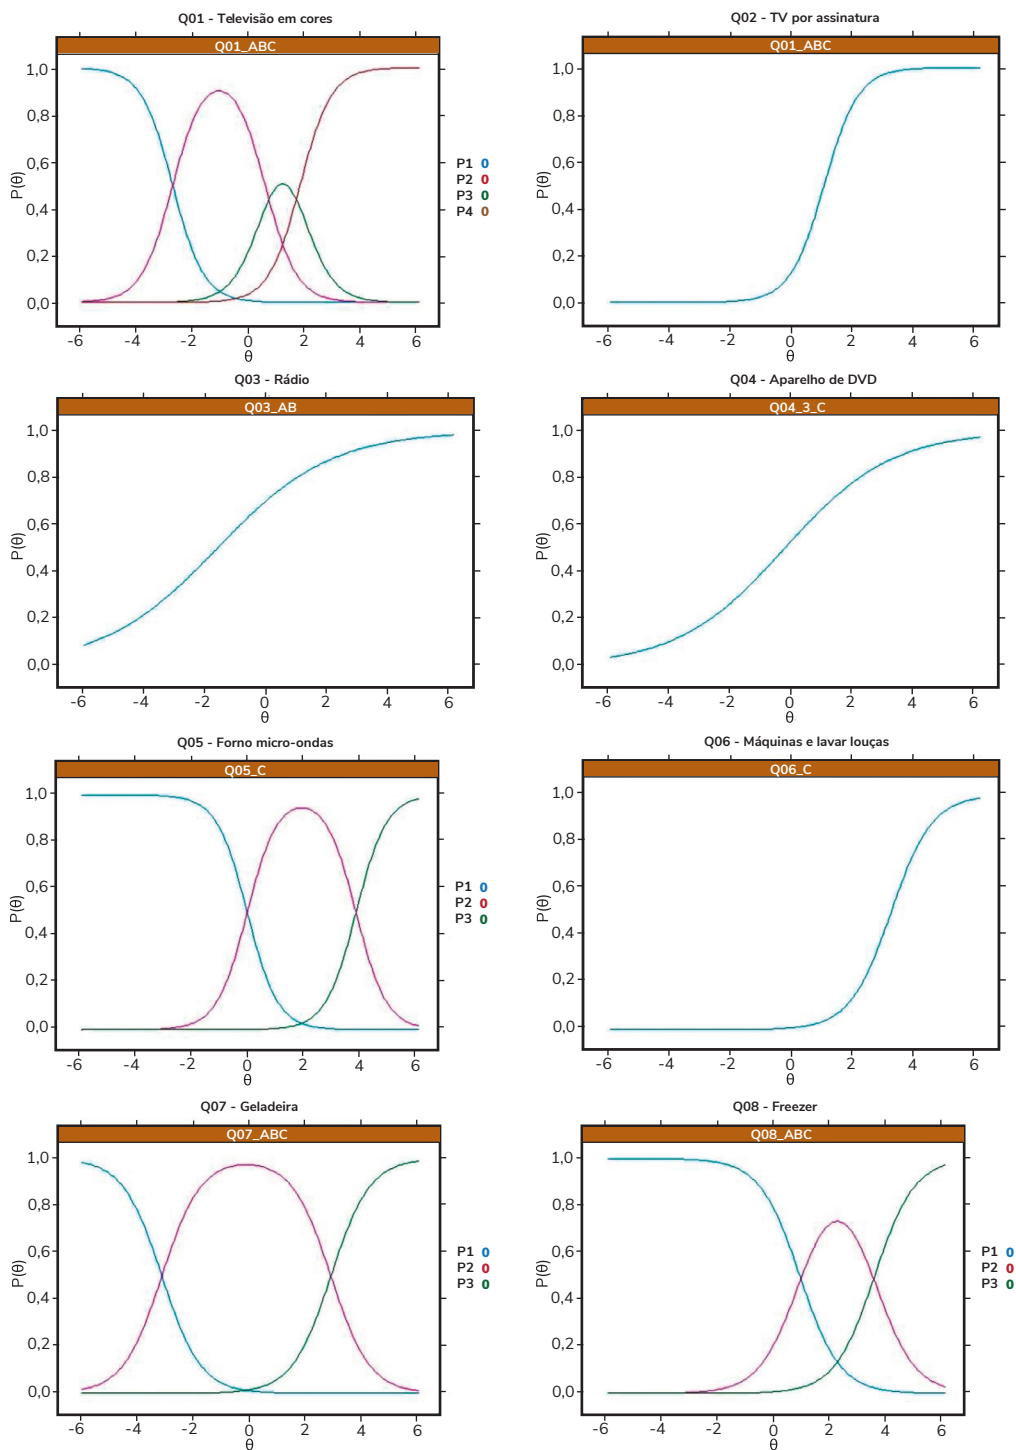 Q01 - Televisão em cores
Q01_ABC
1,0
0,8
0,6
0,4
0,2
0,0
P(θ)
-6 -4 -2 0 2 4 6
θ
P1 0
P2 0
P3 0
P4 0
Q02 - TV por assinatura
Q01_ABC
1,0
0,8
0,6
0,4
0,2
0,0
P(θ)
-6 -4 -2 0 2 4 6
θ
Q03 - Rádio
Q03_AB
1,0
0,8
0,6
0,4
0,2
0,0
P(θ)
-6 -4 -2 0 2 4 6
θ
Q04 - Aparelho de DVD
Q04_3_C
1,0
0,8
0,6
0,4
0,2
0,0
P(θ)
-6 -4 -2 0 2 4 6
θ
Q05 - Forno micro-ondas
Q05_C
1,0
0,8
0,6
0,4
0,2
0,0
P(θ)
-6 -4 -2 0 2 4 6
θ
P1 0
P2 0
P3 0
Q06 - Máquinas e lavar louças
Q06_C
1,0
0,8
0,6
0,4
0,2
0,0
P(θ)
-6 -4 -2 0 2 4 6
θ
Q07 - Geladeira
Q07_ABC
1,0
0,8
0,6
0,4
0,2
0,0
P(θ)
-6 -4 -2 0 2 4 6
θ
P1 0
P2 0
P3 0
Q08 - Freezer
Q08_ABC
1,0
0,8
0,6
0,4
0,2
0,0
P(θ)
-6 -4 -2 0 2 4 6
θ
P1 0
P2 0
P3 0